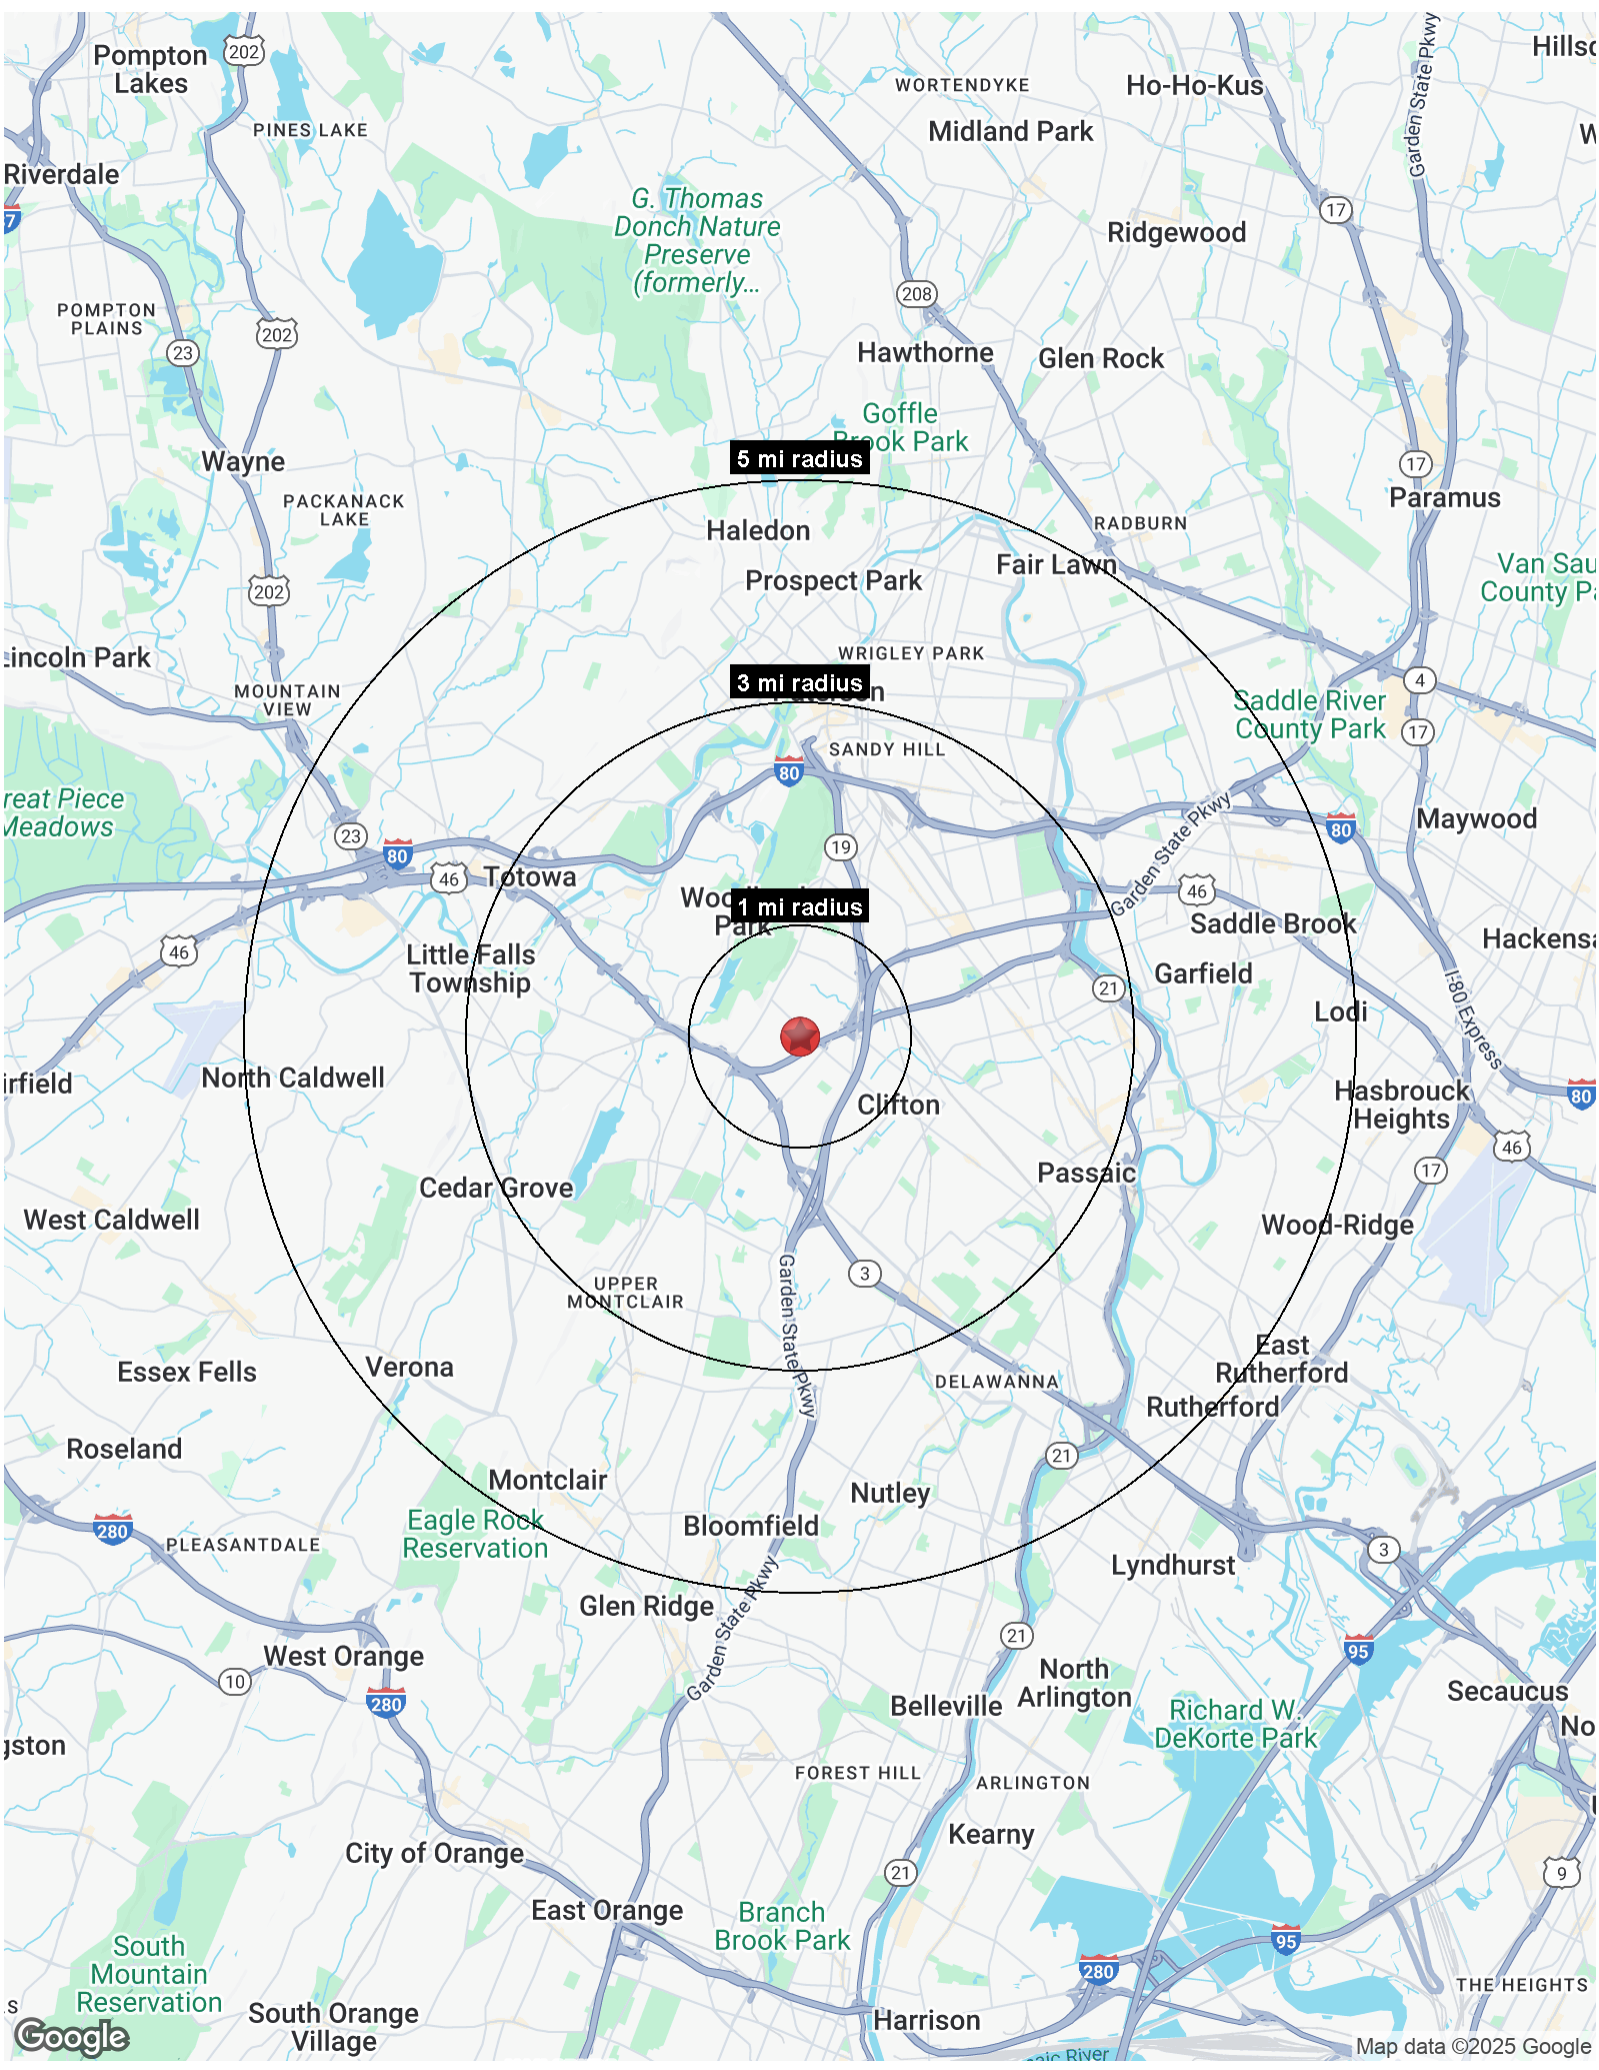 Pompton
Lakes
202
PINES LAKE
WORTENDYKE
Ho-Ho-Kus
Midland Park
Garden State Pkwy
Riverdale
G. Thomas
Donch Nature
Preserve
(formerly...
17
Ridgewood
208
POMPTON
PLAINS
202
23
Hawthorne
Glen Rock
Goffle
Brook Park
5 mi radius
Wayne
17
Paramus
PACKANACK
LAKE
Haledon
RADBURN
Fair Lawn
Prospect Park
202
Lincoln Park
WRIGLEY PARK
3 mi radius
MOUNTAIN
VIEW
4
Saddle River
County Park
17
SANDY HILL
80
Meadows
23
80
19
Garden State Pkwy
80
Maywood
46
Totowa
46
1 mi radius
Park
Saddle Brook
46
Little Falls
Township
Garfield
21
Lodi
I-80 Express
North Caldwell
Clifton
Hasbrouck
Heights
80
46
Passaic
17
Cedar Grove
West Caldwell
Wood-Ridge
UPPER
MONTCLAIR
Garden State Pkwy
3
East
Rutherford
Essex Fells
Verona
DELAWANNA
Rutherford
Roseland
21
Montclair
Nutley
Eagle Rock
Reservation
Bloomfield
280
PLEASANTDALE
3
Lyndhurst
Glen Ridge
Garden State Pkwy
21
95
West Orange
10
280
North
Arlington
Belleville
Secaucus
Richard W.
DeKorte Park
FOREST HILL
ARLINGTON
Kearny
City of Orange
21
9
East Orange
Branch
Brook Park
95
280
South
Mountain
Reservation
THE HEIGHTS
South Orange
Village
Harrison
Google
Map data ©2025 Google